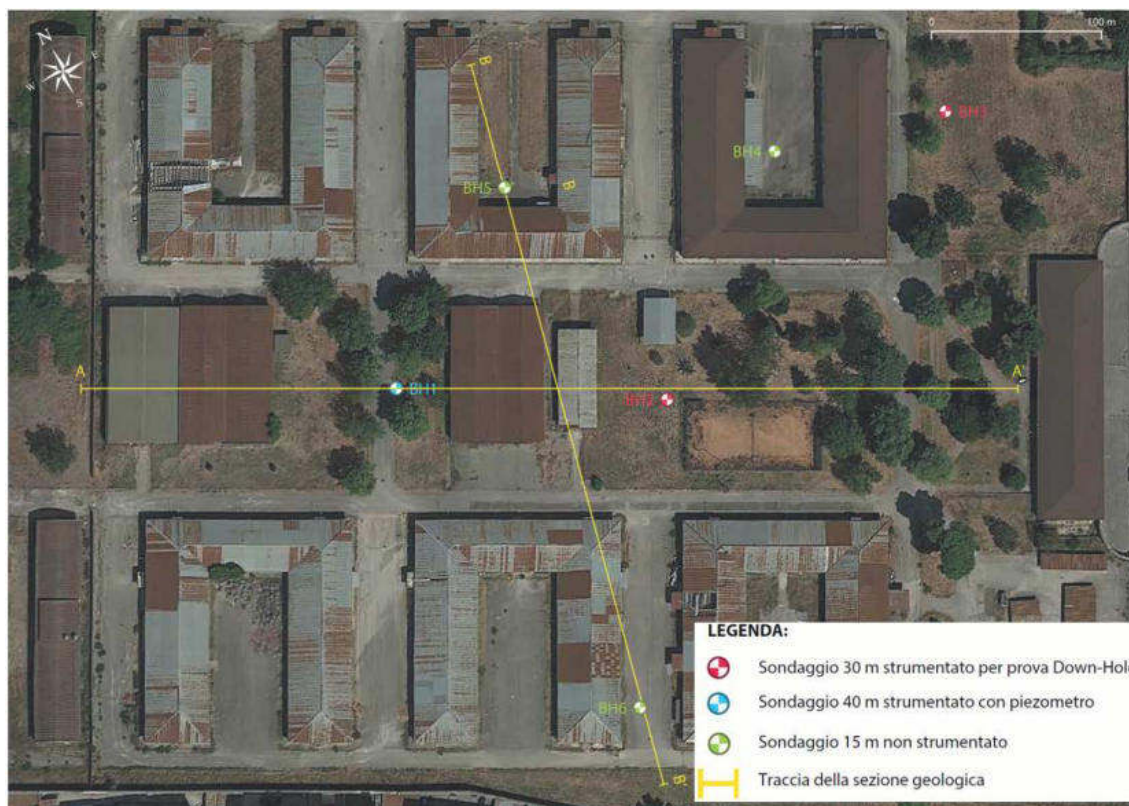 N
E
W
S
0 100 m
B
BH3
BH4
BH5
B
A
A'
BH1
BH2
BH6
B'
LEGENDA:
Sondaggio 30 m strumentato per prova Down-Hol
Sondaggio 40 m strumentato con piezometro
Sondaggio 15 m non strumentato
Traccia della sezione geologica